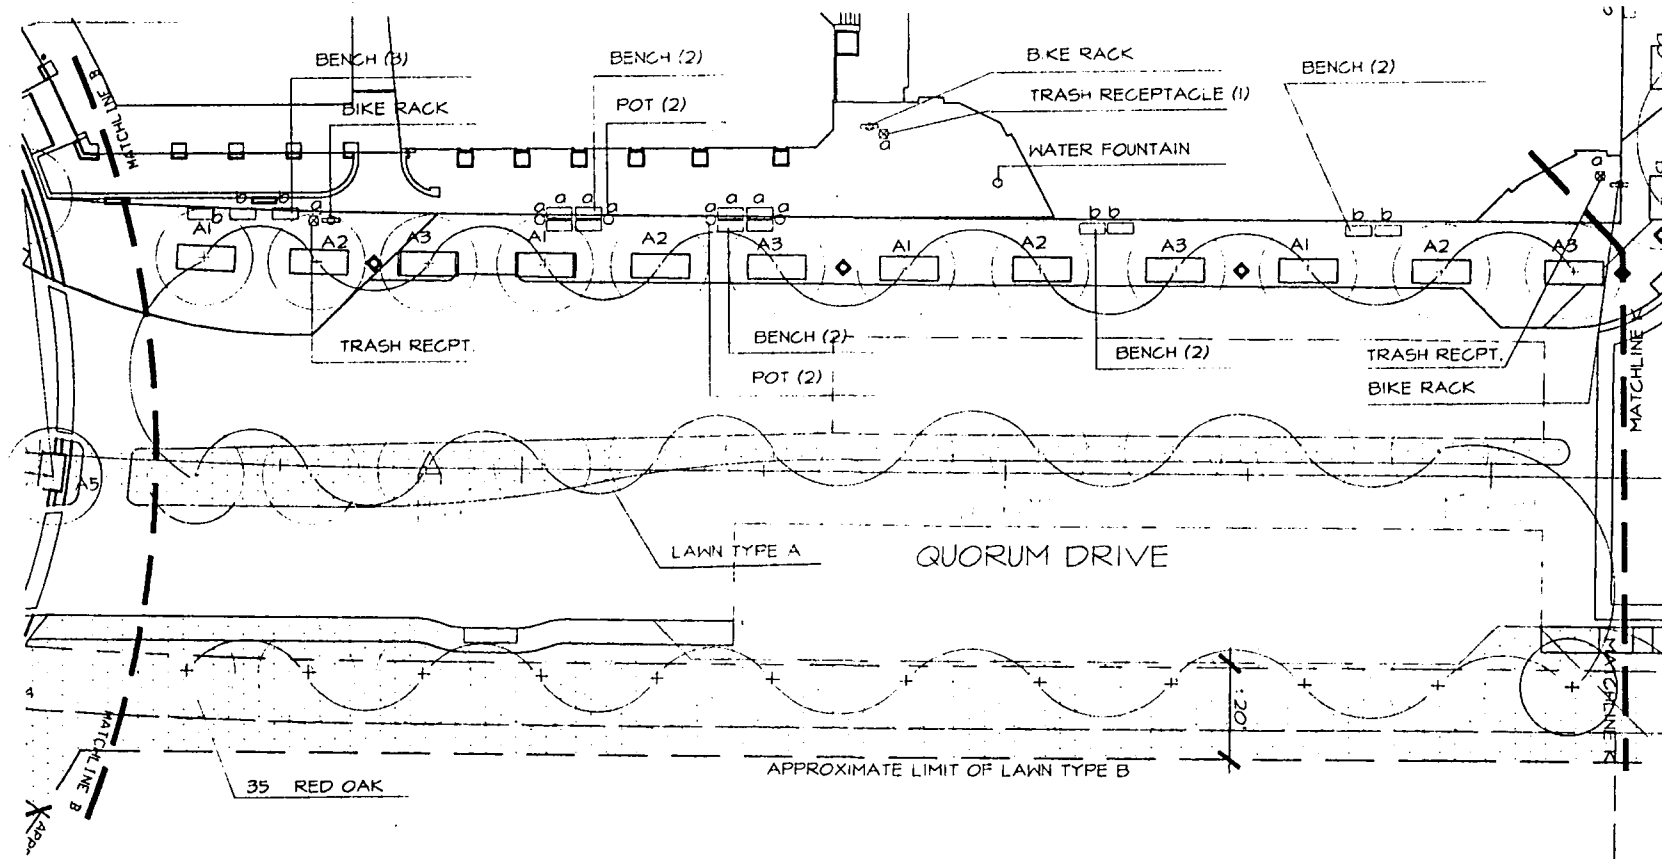 BENCH (3)
BIKE RACK
BENCH (2)
POT (2)
BIKE RACK
TRASH RECEPTACLE (1)
WATER FOUNTAIN
BENCH (2)
MATCHLINE B
b
b
b
a
a
a
a
a
a
a
a
a
a
b
b
b
b
a
A1
A2
A3
A1
A2
A3
A1
A2
A3
A1
A2
A3
TRASH RECPT.
BENCH (2)
POT (2)
BENCH (2)
TRASH RECPT.
BIKE RACK
MATCHLINE
A5
LAWN TYPE A
QUORUM DRIVE
20'
4
MATCHLINE B
MATCHLINE
APPROXIMATE LIMIT OF LAWN TYPE B
35 RED OAK